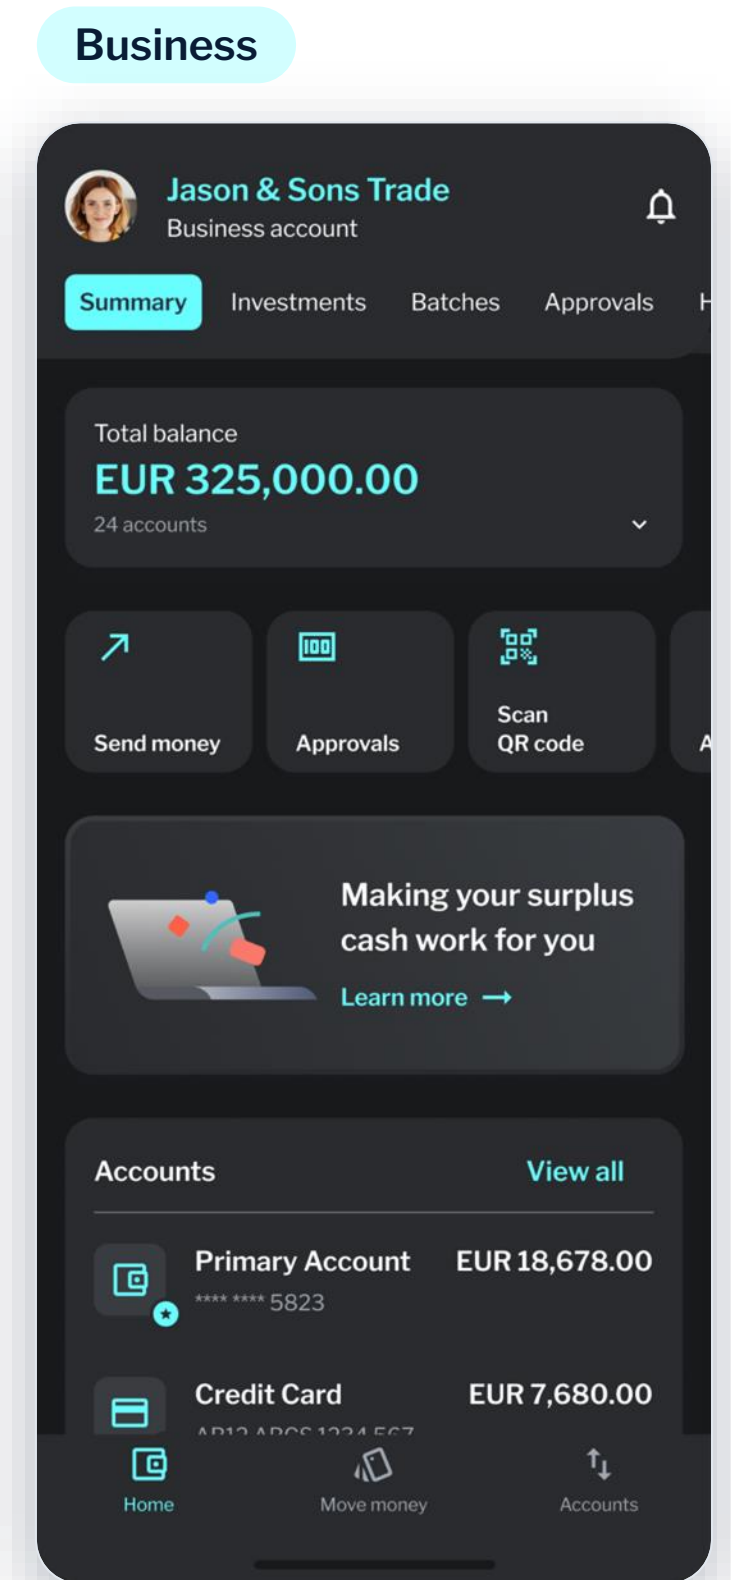 Business
Jason & Sons Trade
Business account
Summary Investments Batches Approvals
Total balance
EUR 325,000.00
24 accounts
100
Send money
Approvals
Scan
QR code
Making your surplus
cash work for you
Learn more →
Accounts View all
Primary Account EUR 18,678.00
**** **** 5823
Credit Card EUR 7,680.00
Home Move money Accounts